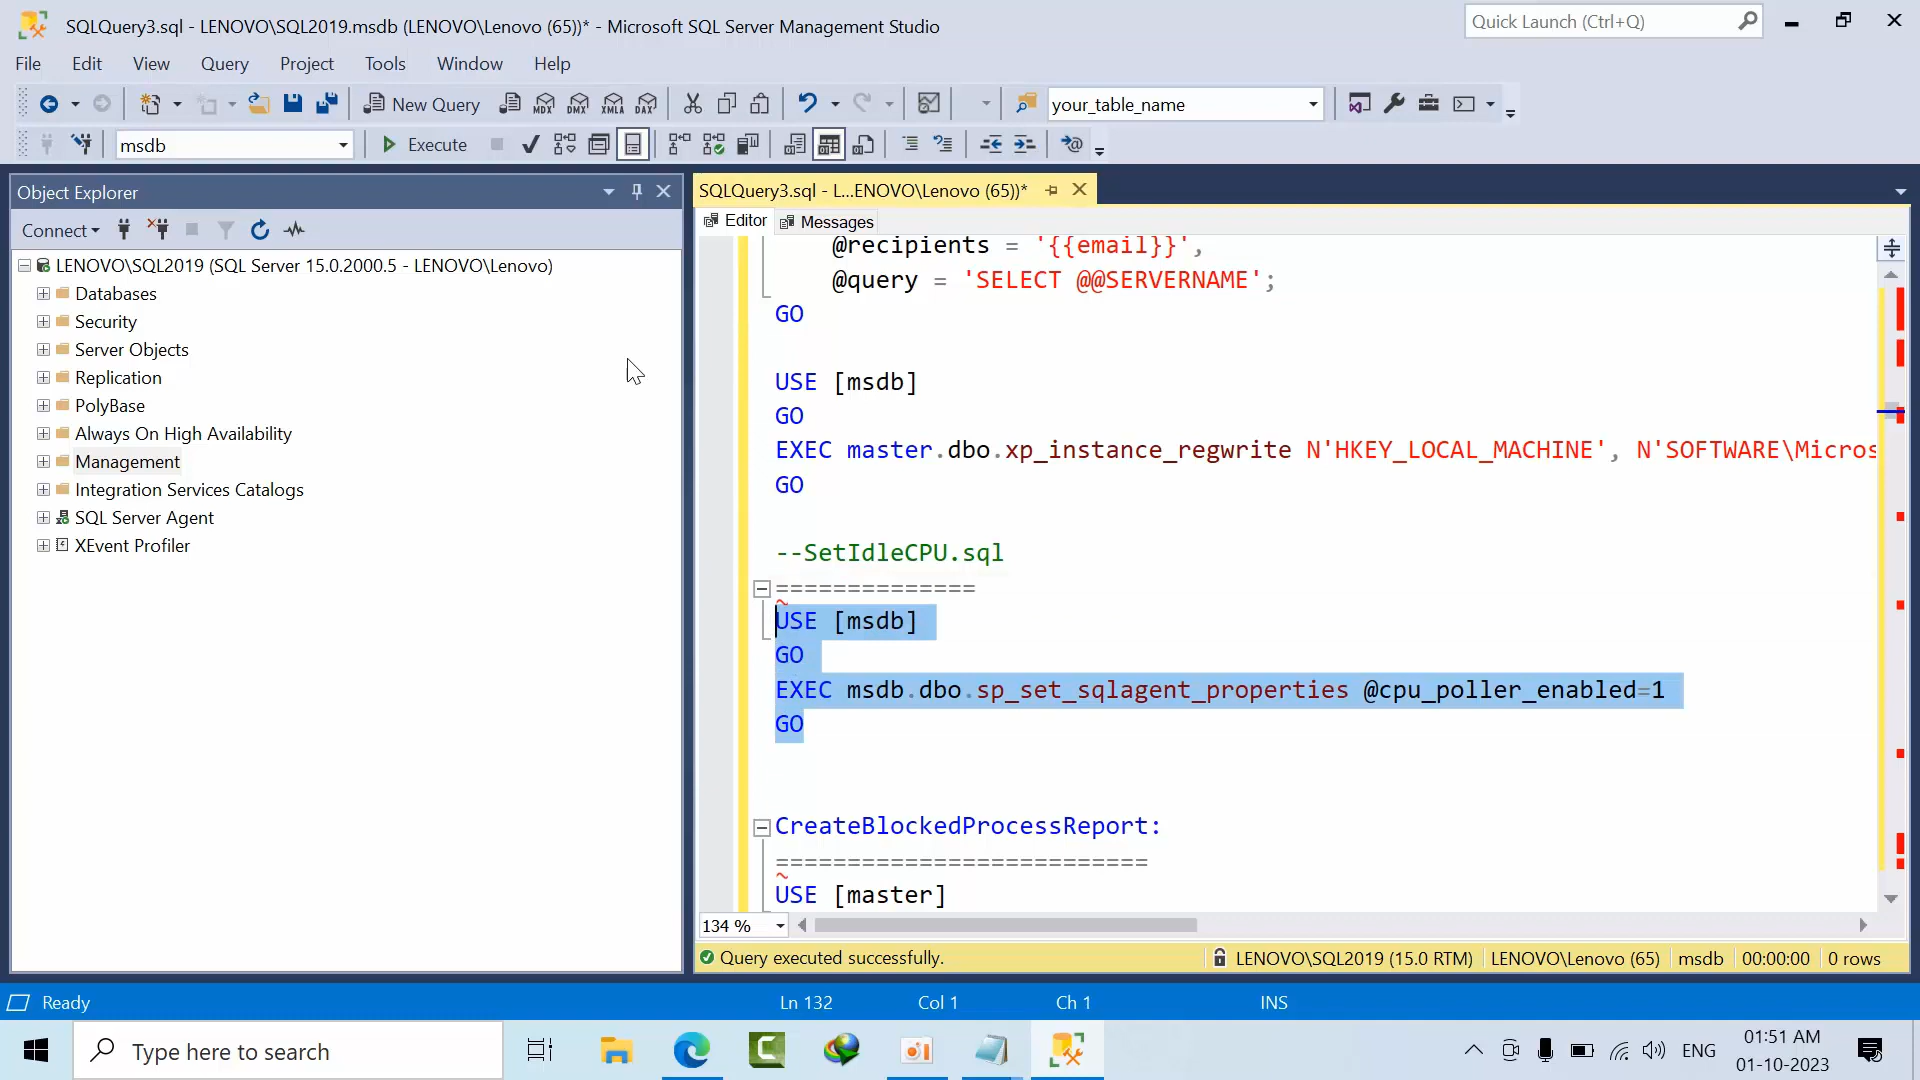 SQLQuery3.sql - LENOVO\SQL2019.msdb (LENOVO\Lenovo (65))* - Microsoft SQL Server Management Studio
Quick Launch (Ctrl+Q)
File Edit View Query Project Tools Window Help
New Query
MDX DMX XMLA DAX
your_table_name
msdb
Execute
Object Explorer
SQLQuery3.sql - L...ENOVO\Lenovo (65))*
Connect
Editor Messages
LENOVO\SQL2019 (SQL Server 15.0.2000.5 - LENOVO\Lenovo)
Databases
Security
Server Objects
Replication
PolyBase
Always On High Availability
Management
Integration Services Catalogs
SQL Server Agent
XEvent Profiler
@recipients = '{{email}}',
@query = 'SELECT @@SERVERNAME';
GO
USE [msdb]
GO
EXEC master.dbo.xp_instance_regwrite N'HKEY_LOCAL_MACHINE', N'SOFTWARE\Micros
GO
--SetIdleCPU.sql
==============
USE [msdb]
GO
EXEC msdb.dbo.sp_set_sqlagent_properties @cpu_poller_enabled=1
GO
CreateBlockedProcessReport:
==========================
USE [master]
134 %
Query executed successfully.
LENOVO\SQL2019 (15.0 RTM) LENOVO\Lenovo (65) msdb 00:00:00 0 rows
Ready
Ln 132 Col 1 Ch 1 INS
Type here to search
ENG
01:51 AM
01-10-2023